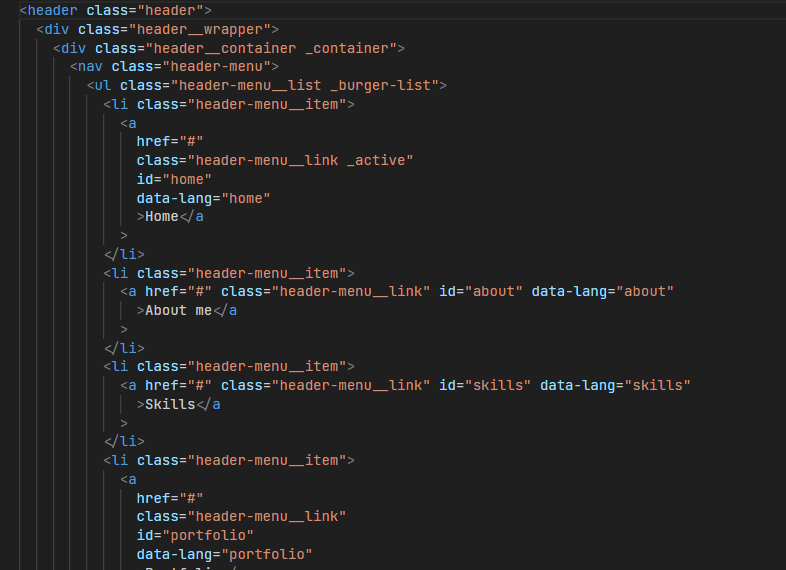 <header class="header">
<div class="header__wrapper">
<div class="header__container _container">
<nav class="header-menu">
<ul class="header-menu__list _burger-list">
<li class="header-menu__item">
<a
href="#"
class="header-menu__link _active"
id="home"
data-lang="home"
>Home</a
>
</li>
<li class="header-menu__item">
<a href="#" class="header-menu__link" id="about" data-lang="about"
>About me</a
>
</li>
<li class="header-menu__item">
<a href="#" class="header-menu__link" id="skills" data-lang="skills"
>Skills</a
>
</li>
<li class="header-menu__item">
<a
href="#"
class="header-menu__link"
id="portfolio"
data-lang="portfolio"